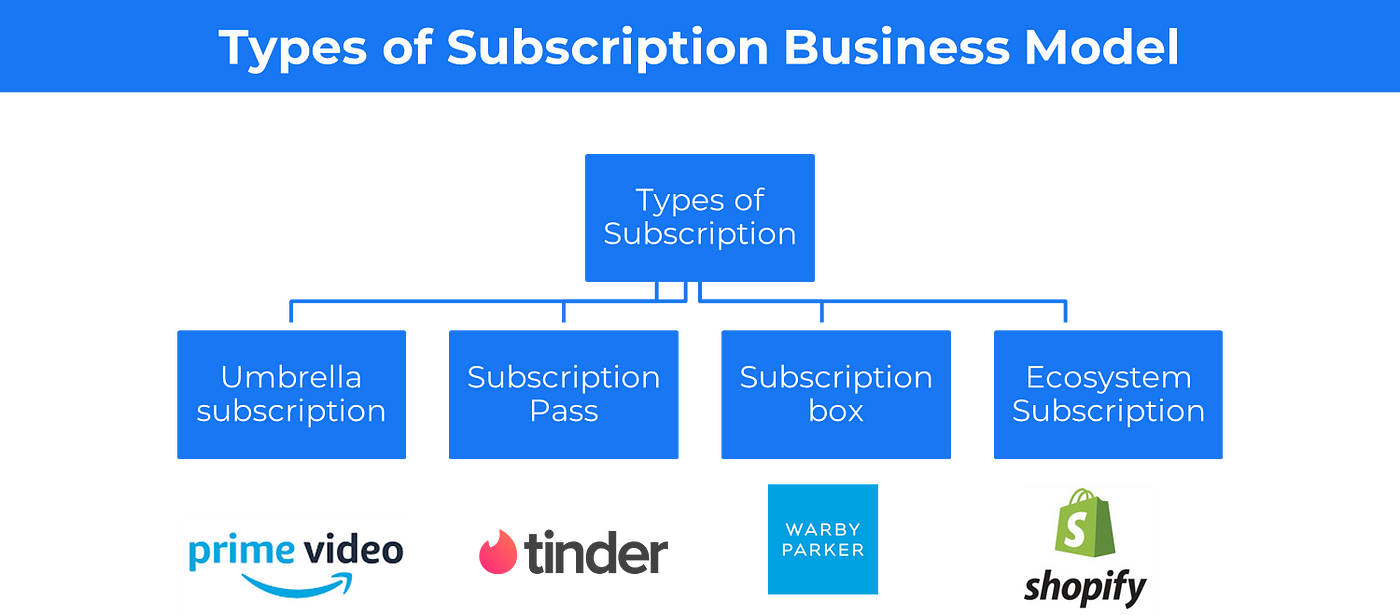 Types of Subscription Business Model
Types of
Subscription
Umbrella
subscription
Subscription
Pass
Subscription
box
Ecosystem
Subscription
prime video
tinder
WARBY
PARKER
S
shopify